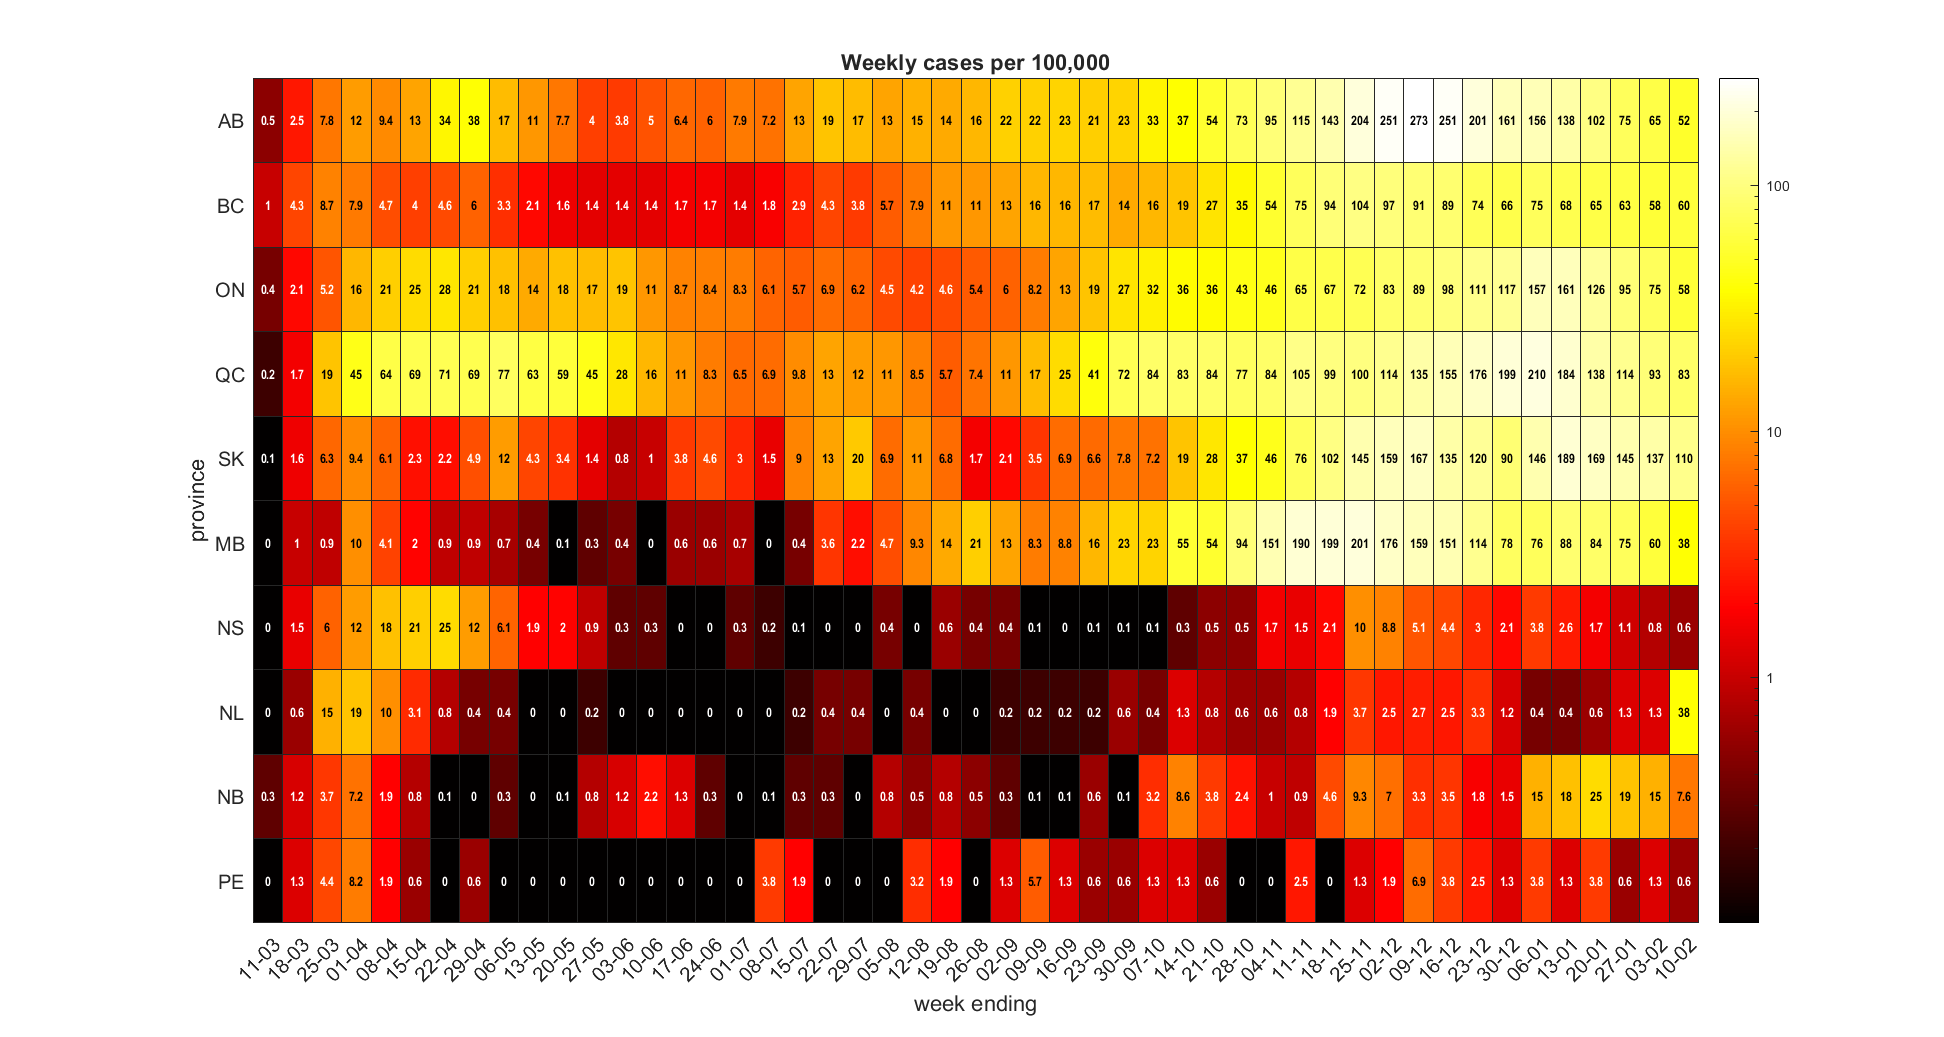 Weekly cases per 100,000
AB 0.5 2.5 7.8 12 9.4 13 34 38 17 11 7.7 4 3.8 5 6.4 6 7.9 7.2 13 19 17 13 15 14 16 22 22 23 21 23 33 37 54 73 95 115 143 204 251 273 251 201 161 156 138 102 75 65 52
100
BC 1 4.3 8.7 7.9 4.7 4 4.6 6 3.3 2.1 1.6 1.4 1.4 1.4 1.7 1.7 1.4 1.8 2.9 4.3 3.8 5.7 7.9 11 11 13 16 16 17 14 16 19 27 35 54 75 94 104 97 91 89 74 66 75 68 65 63 58 60
ON 0.4 2.1 5.2 16 21 25 28 21 18 14 18 17 19 11 8.7 8.4 8.3 6.1 5.7 6.9 6.2 4.5 4.2 4.6 5.4 6 8.2 13 19 27 32 36 36 43 46 65 67 72 83 89 98 111 117 157 161 126 95 75 58
QC 0.2 1.7 19 45 64 69 71 69 77 63 59 45 28 16 11 8.3 6.5 6.9 9.8 13 12 11 8.5 5.7 7.4 11 17 25 41 72 84 83 84 77 84 105 99 100 114 135 155 176 199 210 184 138 114 93 83
10
SK 0.1 1.6 6.3 9.4 6.1 2.3 2.2 4.9 12 4.3 3.4 1.4 0.8 1 3.8 4.6 3 1.5 9 13 20 6.9 11 6.8 1.7 2.1 3.5 6.9 6.6 7.8 7.2 19 28 37 46 76 102 145 159 167 135 120 90 146 189 169 145 137 110
province
MB 0 1 0.9 10 4.1 2 0.9 0.9 0.7 0.4 0.1 0.3 0.4 0 0.6 0.6 0.7 0 0.4 3.6 2.2 4.7 9.3 14 21 13 8.3 8.8 16 23 23 55 54 94 151 190 199 201 176 159 151 114 78 76 88 84 75 60 38
NS 0 1.5 6 12 18 21 25 12 6.1 1.9 2 0.9 0.3 0.3 0 0 0.3 0.2 0.1 0 0 0.4 0 0.6 0.4 0.4 0.1 0 0.1 0.1 0.1 0.3 0.5 0.5 1.7 1.5 2.1 10 8.8 5.1 4.4 3 2.1 3.8 2.6 1.7 1.1 0.8 0.6
1
NL 0 0.6 15 19 10 3.1 0.8 0.4 0.4 0 0 0.2 0 0 0 0 0 0 0.2 0.4 0.4 0 0.4 0 0 0.2 0.2 0.2 0.2 0.6 0.4 1.3 0.8 0.6 0.6 0.8 1.9 3.7 2.5 2.7 2.5 3.3 1.2 0.4 0.4 0.6 1.3 1.3 38
NB 0.3 1.2 3.7 7.2 1.9 0.8 0.1 0 0.3 0 0.1 0.8 1.2 2.2 1.3 0.3 0 0.1 0.3 0.3 0 0.8 0.5 0.8 0.5 0.3 0.1 0.1 0.6 0.1 3.2 8.6 3.8 2.4 1 0.9 4.6 9.3 7 3.3 3.5 1.8 1.5 15 18 25 19 15 7.6
PE 0 1.3 4.4 8.2 1.9 0.6 0 0.6 0 0 0 0 0 0 0 0 0 3.8 1.9 0 0 0 3.2 1.9 0 1.3 5.7 1.3 0.6 0.6 1.3 1.3 0.6 0 0 2.5 0 1.3 1.9 6.9 3.8 2.5 1.3 3.8 1.3 3.8 0.6 1.3 0.6
11-03 18-03 25-03 01-04 08-04 15-04 22-04 29-04 06-05 13-05 20-05 27-05 03-06 10-06 17-06 24-06 01-07 08-07 15-07 22-07 29-07 05-08 12-08 19-08 26-08 02-09 09-09 16-09 23-09 30-09 07-10 14-10 21-10 28-10 04-11 11-11 18-11 25-11 02-12 09-12 16-12 23-12 30-12 06-01 13-01 20-01 27-01 03-02 10-02
week ending